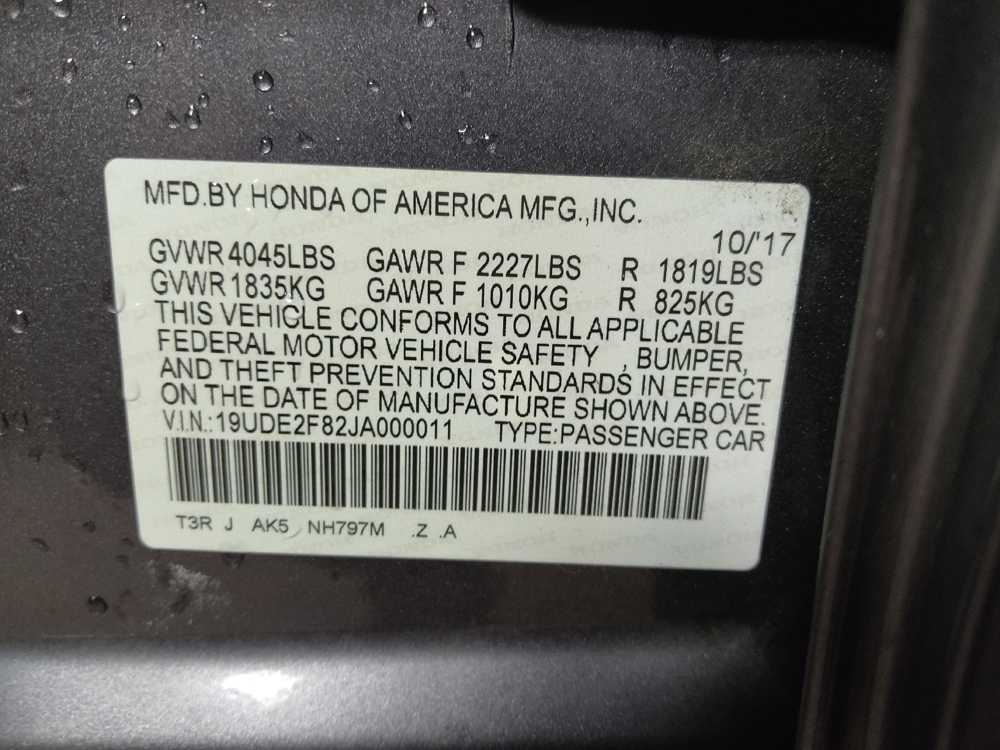 MFD.BY HONDA OF AMERICA MFG.,INC.
10/'17
GVWR 4045LBS GAWR F 2227LBS R 1819LBS
GVWR 1835KG GAWR F 1010KG R 825KG
THIS VEHICLE CONFORMS TO ALL APPLICABLE
FEDERAL MOTOR VEHICLE SAFETY , BUMPER,
AND THEFT PREVENTION STANDARDS IN EFFECT
ON THE DATE OF MANUFACTURE SHOWN ABOVE.
V.I.N.:19UDE2F82JA000011 TYPE:PASSENGER CAR
T3R J AK5 NH797M .Z .A